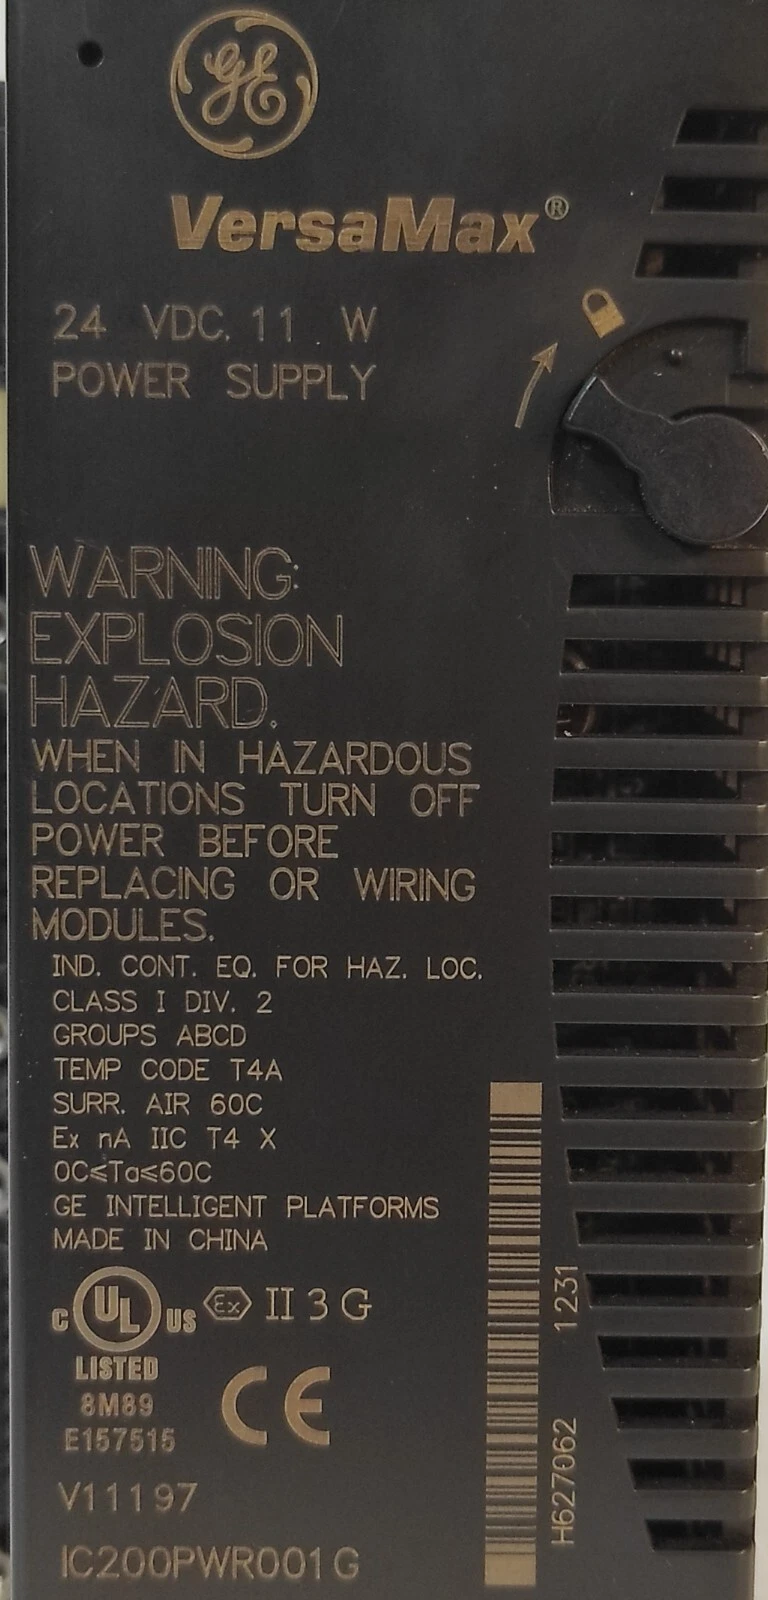 GE
VersaMax®
24 VDC, 11 W
POWER SUPPLY
WARNING:
EXPLOSION
HAZARD.
WHEN IN HAZARDOUS
LOCATIONS TURN OFF
POWER BEFORE
REPLACING OR WIRING
MODULES.
IND. CONT. EQ. FOR HAZ. LOC.
CLASS I DIV. 2
GROUPS ABCD
TEMP CODE T4A
SURR. AIR 60C
Ex nA IIC T4 X
0C≤Ta≤60C
GE INTELLIGENT PLATFORMS
MADE IN CHINA
C UL US Ex II 3 G
LISTED
8M89
E157515
CE
V11197
IC200PWR001G
H627062 1231